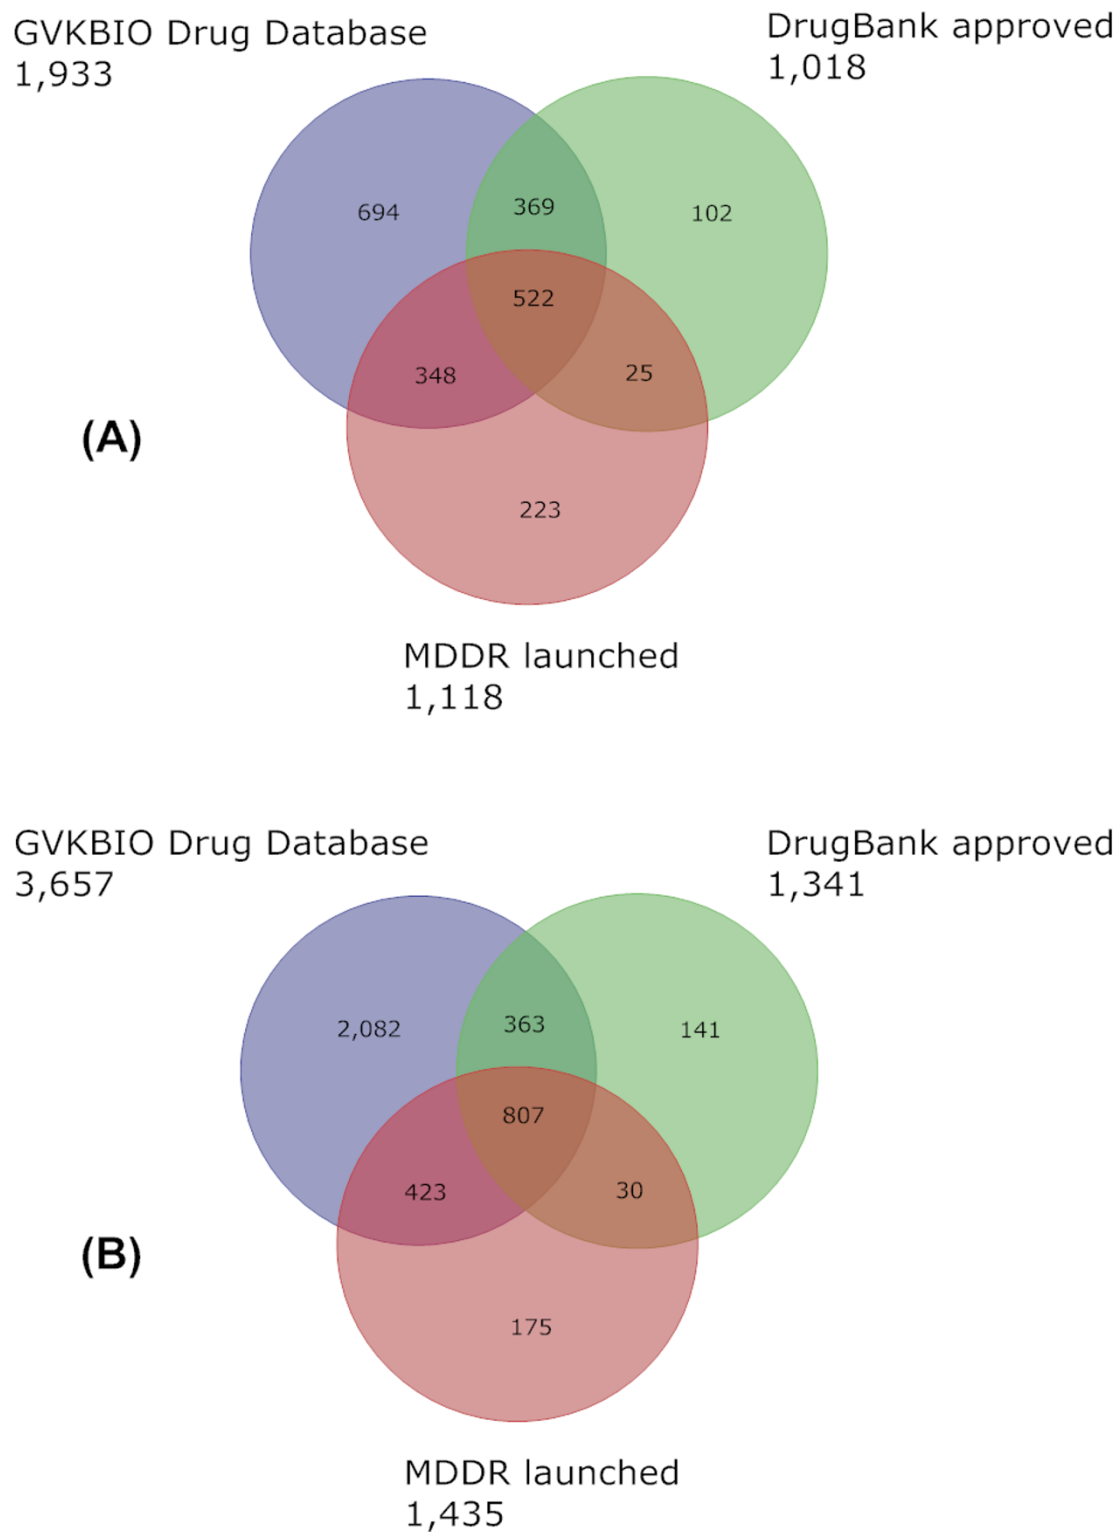 GVKBIO Drug Database
1,933
DrugBank approved
1,018
694
369
102
522
348
25
(A)
223
MDDR launched
1,118
GVKBIO Drug Database
3,657
DrugBank approved
1,341
2,082
363
141
807
423
30
(B)
175
MDDR launched
1,435